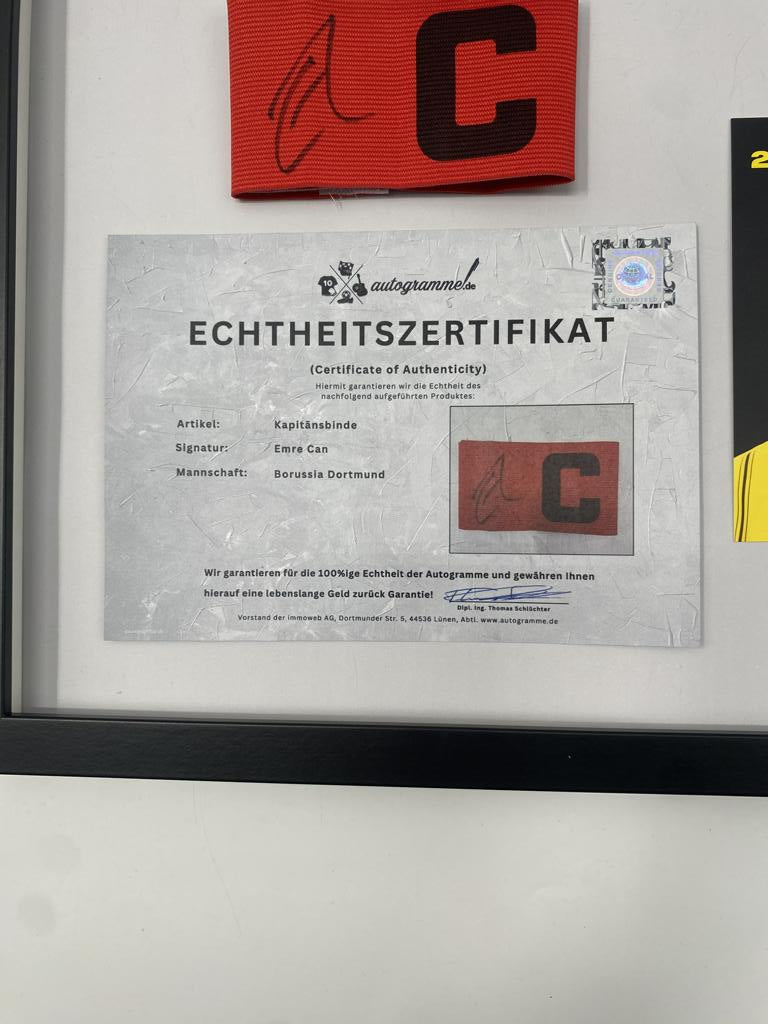 C
2
10
autogramme.de
ECHTHEITSZERTIFIKAT
(Certificate of Authenticity)
Hiermit garantieren wir die Echtheit des
nachfolgend aufgeführten Produktes:
Artikel: Kapitänsbinde
Signatur: Emre Can
Mannschaft: Borussia Dortmund
C
Wir garantieren für die 100%ige Echtheit der Autogramme und gewähren Ihnen
hierauf eine lebenslange Geld zurück Garantie!
Dipl. Ing. Thomas Schlüchter
Vorstand der immoweb AG, Dortmunder Str. 5, 44536 Lünen, Abtl. www.autogramme.de